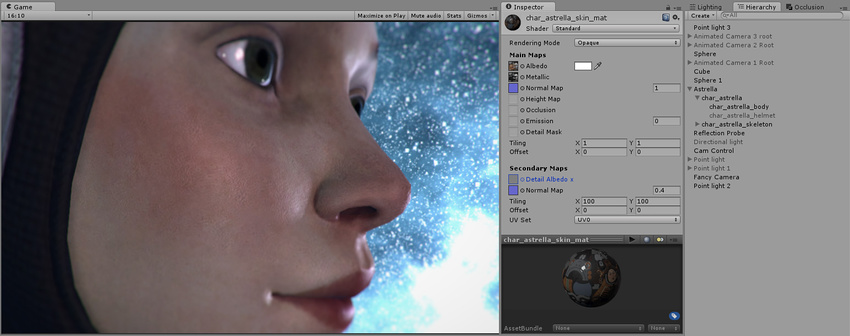 Game
16:10
Maximize on Play Mute audio Stats Gizmos
Inspector
char_astrella_skin_mat
Shader Standard
Rendering Mode Opaque
Main Maps
Albedo
Metallic
Normal Map 1
Height Map
Occlusion
Emission 0
Detail Mask
Tiling X 1 Y 1
Offset X 0 Y 0
Secondary Maps
Detail Albedo x
Normal Map 0.4
Tiling X 100 Y 100
Offset X 0 Y 0
UV Set UV0
char_astrella_skin_mat
AssetBundle None None
Lighting Hierarchy Occlusion
Create All
Point light 3
Animated Camera 3 root
Animated Camera 2 Root
Sphere
Animated Camera 1 Root
Cube
Sphere 1
Astrella
char_astrella
char_astrella_body
char_astrella_helmet
char_astrella_skeleton
Reflection Probe
Directional light
Cam Control
Point light
Point light 1
Fancy Camera
Point light 2